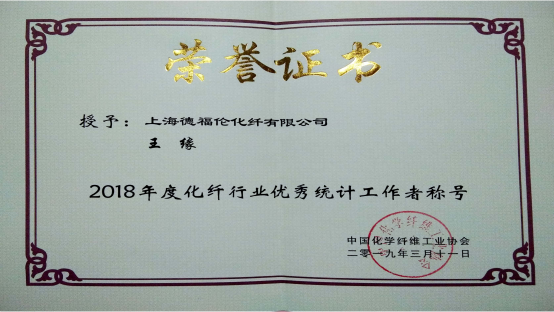 荣誉证书
授予：上海德福伦化纤有限公司
王 缘
2018年度化纤行业优秀统计工作者称号
中国化学纤维工业协会
二零一九年三月十一日